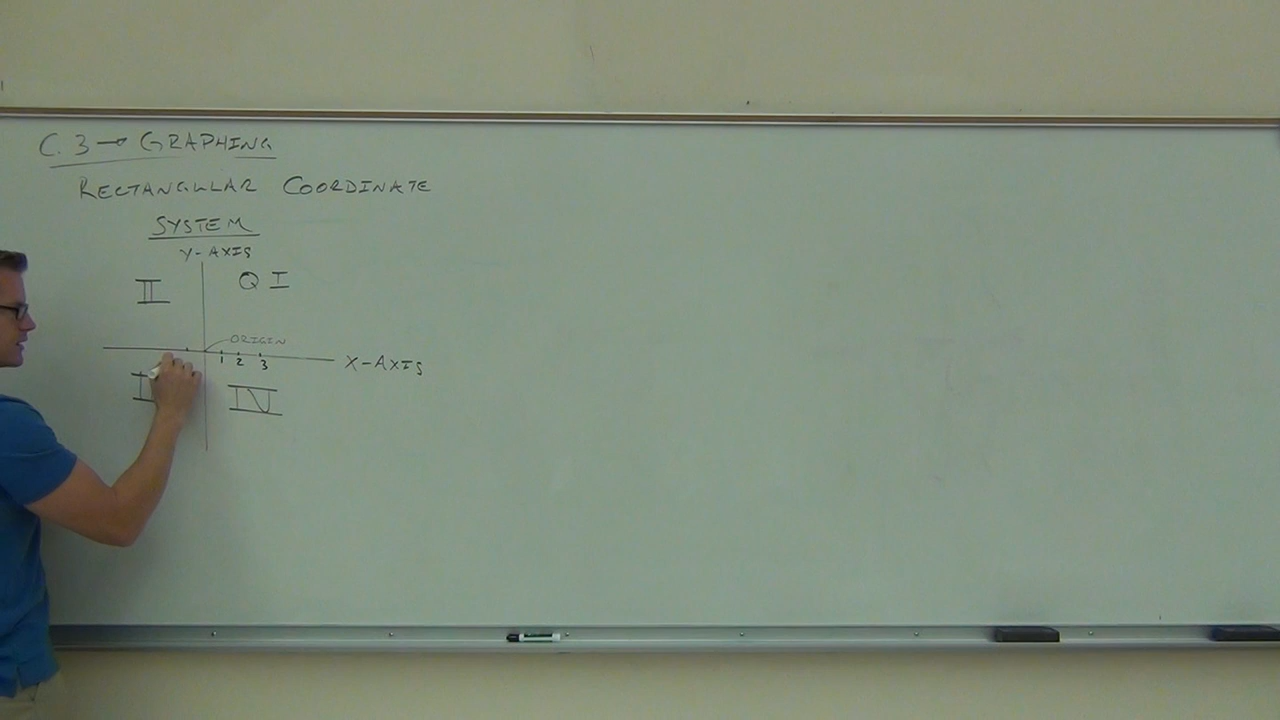 C.3 → GRAPHING
RECTANGULAR COORDINATE
SYSTEM
Y-AXIS
II
Q I
ORIGIN
1 2 3
X-AXIS
IV